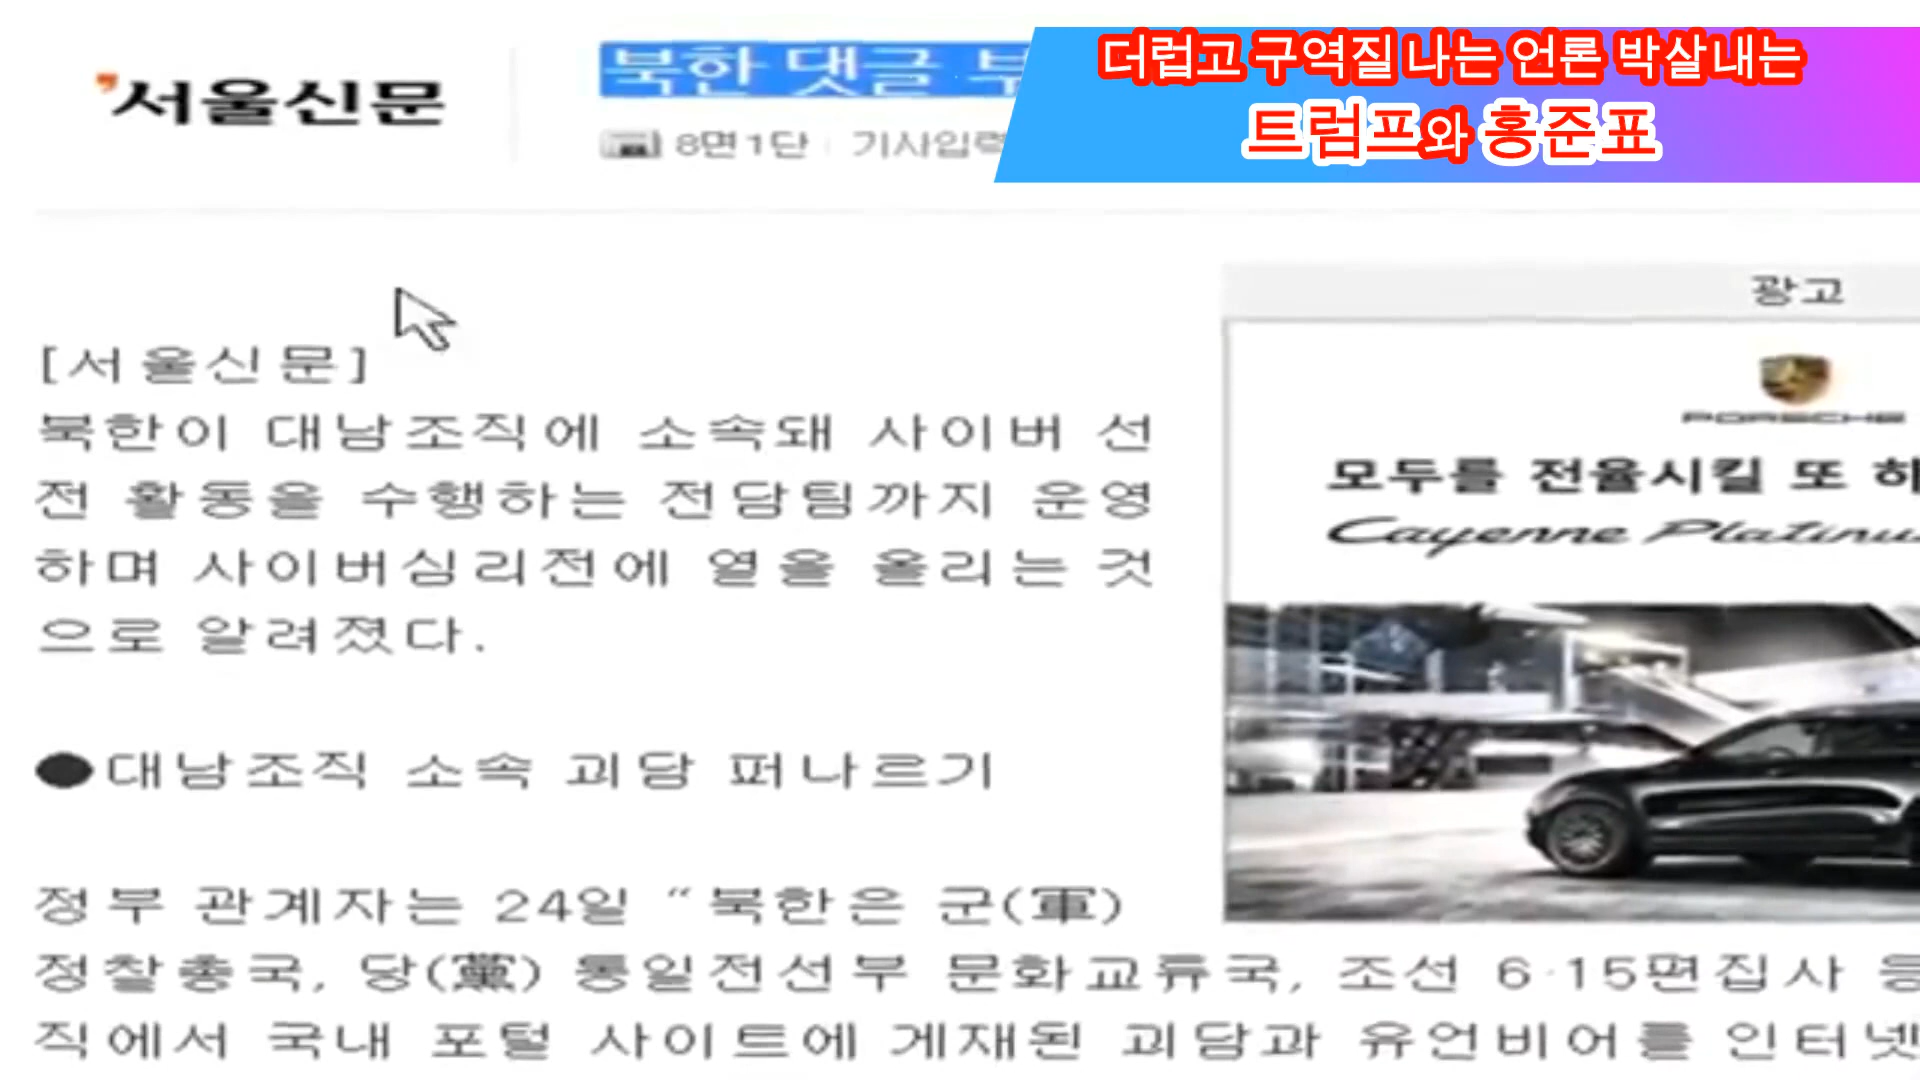 더럽고 구역질 나는 언론 박살내는
트럼프와 홍준표
서울신문
북한 댓글
8면 1단 기사입력
광고
[서울신문]
북한이 대남조직에 소속돼 사이버 선
전 활동을 수행하는 전담팀까지 운영
하며 사이버심리전에 열을 올리는 것
으로 알려졌다.
PORSCHE
모두를 전율시킬 또 하
Cayenne Platinu
●대남조직 소속 괴담 퍼나르기
정부 관계자는 24일 “북한은 군(軍)
정찰총국, 당(黨) 통일전선부 문화교류국, 조선 6·15편집사 등
직에서 국내 포털 사이트에 게재된 괴담과 유언비어를 인터넷